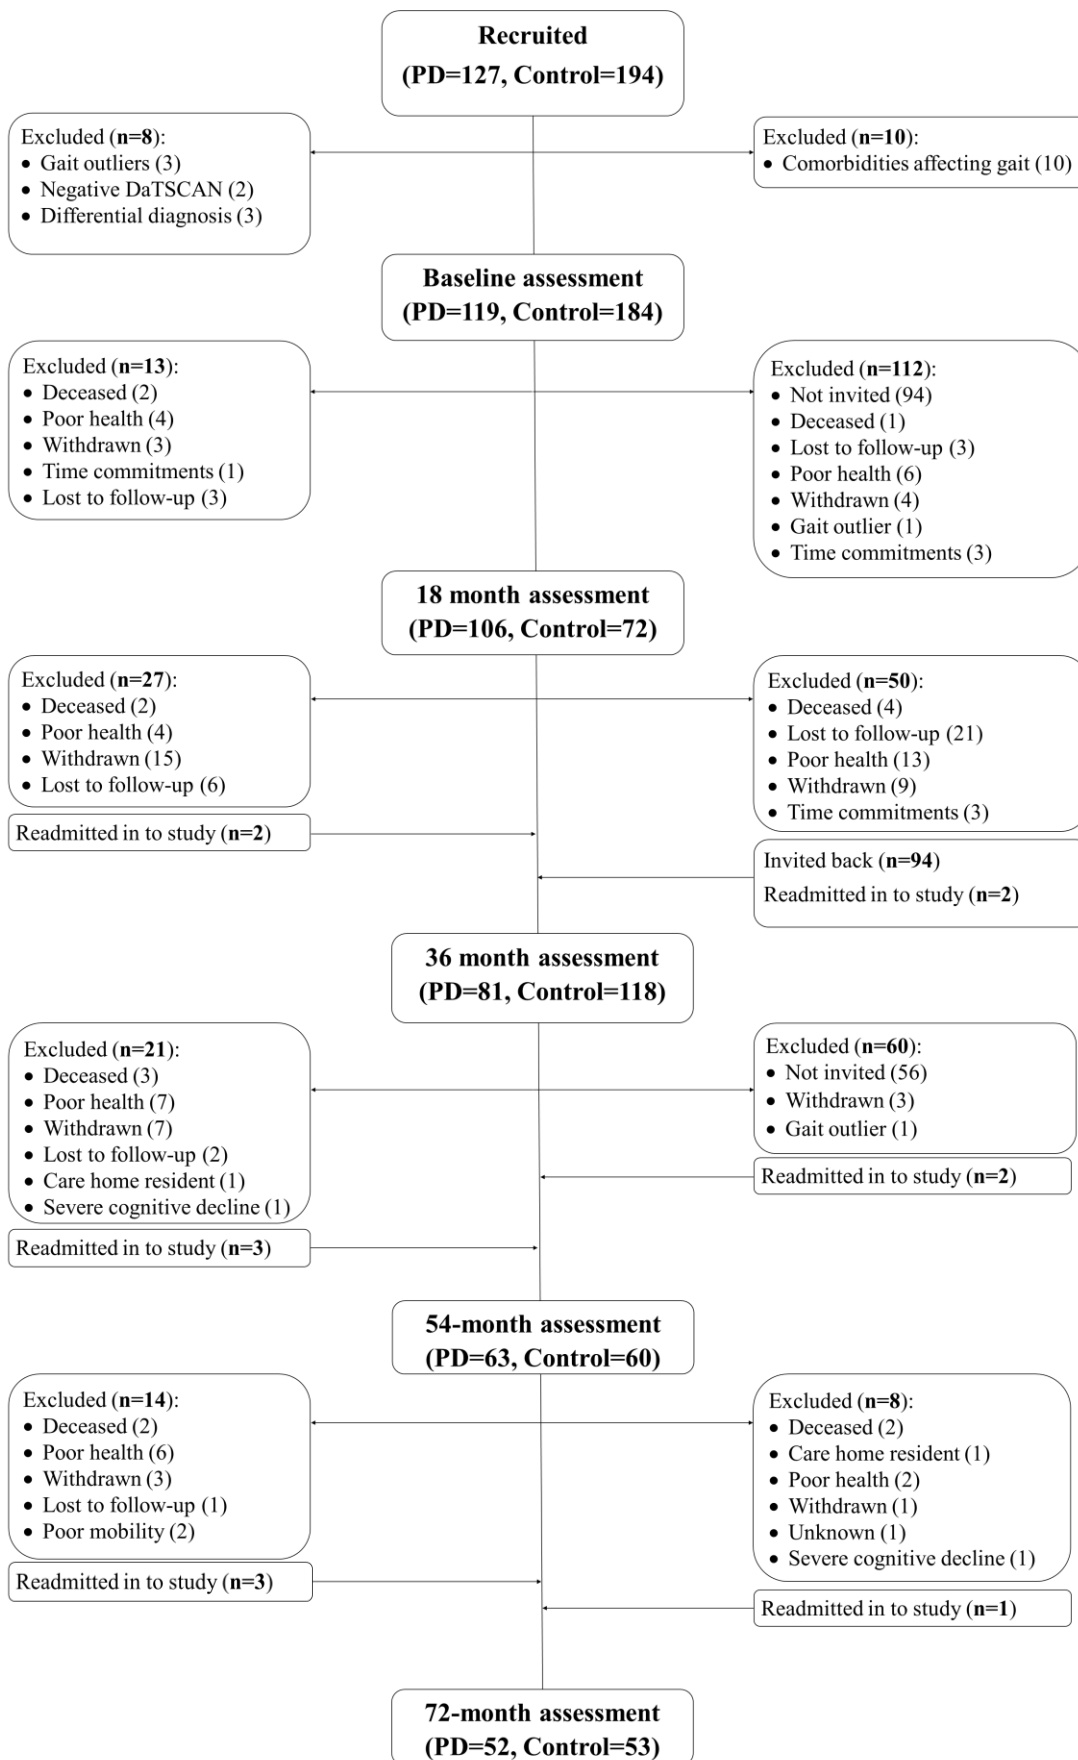 Recruited
(PD=127, Control=194)
Excluded (n=8):
• Gait outliers (3)
• Negative DaTSCAN (2)
• Differential diagnosis (3)
Excluded (n=10):
• Comorbidities affecting gait (10)
Baseline assessment
(PD=119, Control=184)
Excluded (n=13):
• Deceased (2)
• Poor health (4)
• Withdrawn (3)
• Time commitments (1)
• Lost to follow-up (3)
Excluded (n=112):
• Not invited (94)
• Deceased (1)
• Lost to follow-up (3)
• Poor health (6)
• Withdrawn (4)
• Gait outlier (1)
• Time commitments (3)
18 month assessment
(PD=106, Control=72)
Excluded (n=27):
• Deceased (2)
• Poor health (4)
• Withdrawn (15)
• Lost to follow-up (6)
Readmitted in to study (n=2)
Excluded (n=50):
• Deceased (4)
• Lost to follow-up (21)
• Poor health (13)
• Withdrawn (9)
• Time commitments (3)
Invited back (n=94)
Readmitted in to study (n=2)
36 month assessment
(PD=81, Control=118)
Excluded (n=21):
• Deceased (3)
• Poor health (7)
• Withdrawn (7)
• Lost to follow-up (2)
• Care home resident (1)
• Severe cognitive decline (1)
Readmitted in to study (n=3)
Excluded (n=60):
• Not invited (56)
• Withdrawn (3)
• Gait outlier (1)
Readmitted in to study (n=2)
54-month assessment
(PD=63, Control=60)
Excluded (n=14):
• Deceased (2)
• Poor health (6)
• Withdrawn (3)
• Lost to follow-up (1)
• Poor mobility (2)
Readmitted in to study (n=3)
Excluded (n=8):
• Deceased (2)
• Care home resident (1)
• Poor health (2)
• Withdrawn (1)
• Unknown (1)
• Severe cognitive decline (1)
Readmitted in to study (n=1)
72-month assessment
(PD=52, Control=53)